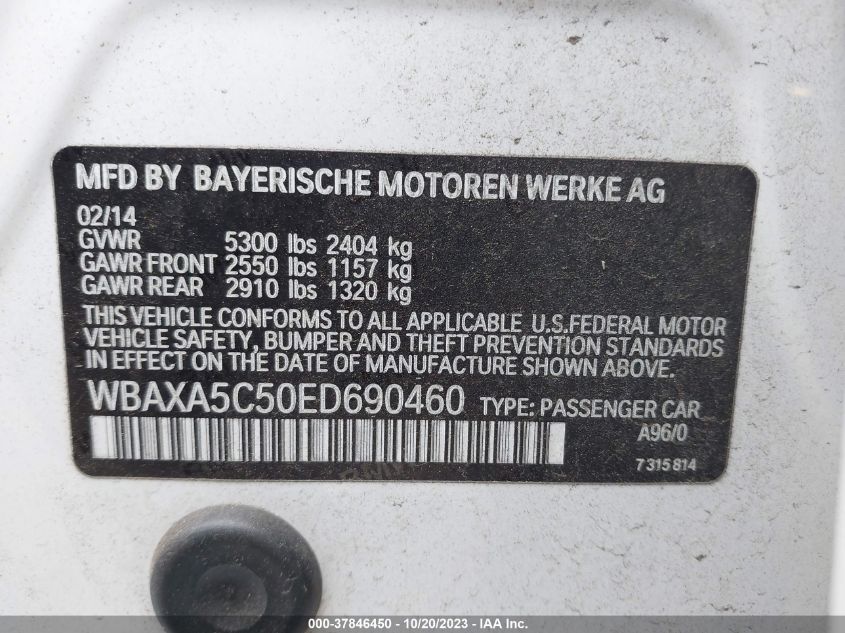 MFD BY BAYERISCHE MOTOREN WERKE AG
02/14
GVWR 5300 lbs 2404 kg
GAWR FRONT 2550 lbs 1157 kg
GAWR REAR 2910 lbs 1320 kg
THIS VEHICLE CONFORMS TO ALL APPLICABLE U.S.FEDERAL MOTOR
VEHICLE SAFETY, BUMPER AND THEFT PREVENTION STANDARDS
IN EFFECT ON THE DATE OF MANUFACTURE SHOWN ABOVE.
WBAXA5C50ED690460 TYPE: PASSENGER CAR
A96/0
7315814
000-37846450 - 10/20/2023 - IAA Inc.